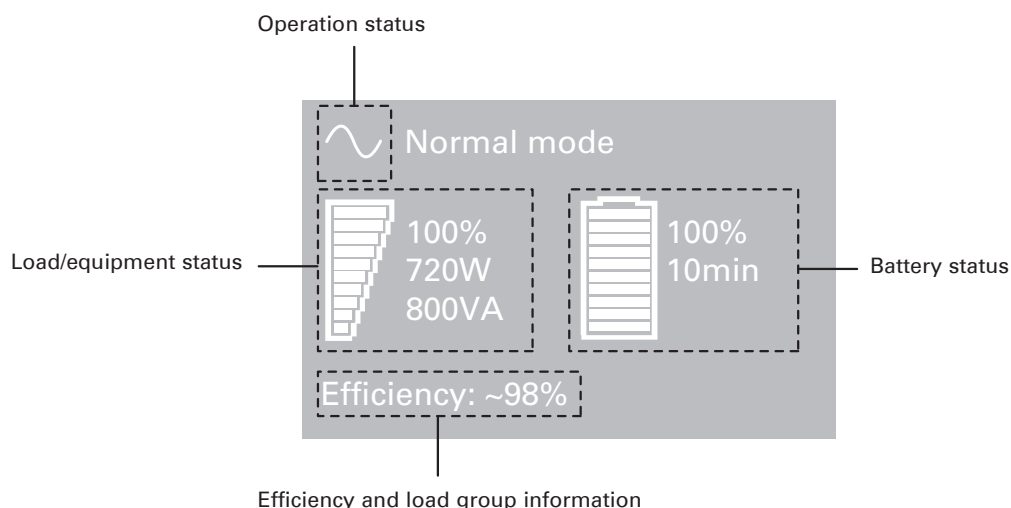 Operation status
Normal mode
Load/equipment status
100%
720W
800VA
100%
10min
Battery status
Efficiency: ~98%
Efficiency and load group information